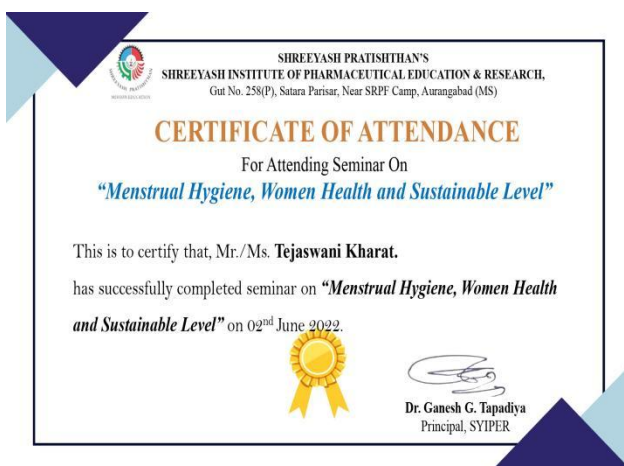 SHREEYASH PRATISHTHAN'S
SHREEYASH INSTITUTE OF PHARMACEUTICAL EDUCATION & RESEARCH,
Gut No. 258(P), Satara Parisar, Near SRPF Camp, Aurangabad (MS)
CERTIFICATE OF ATTENDANCE
For Attending Seminar On
“Menstrual Hygiene, Women Health and Sustainable Level”
This is to certify that, Mr./Ms. Tejaswani Kharat.
has successfully completed seminar on “Menstrual Hygiene, Women Health
and Sustainable Level” on 02nd June 2022.
Dr. Ganesh G. Tapadiya
Principal, SYIPER